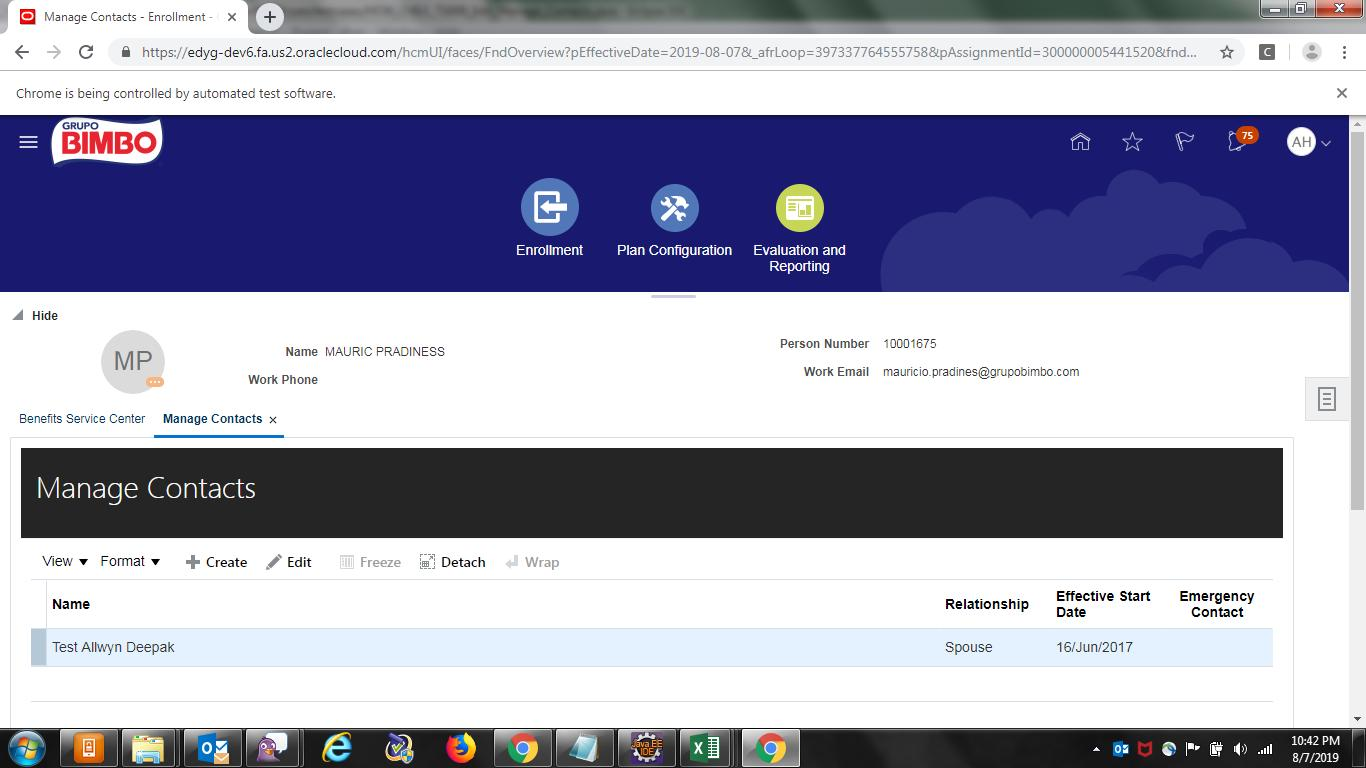 Manage Contacts - Enrollment -
https://edyg-dev6.fa.us2.oraclecloud.com/hcmUI/faces/FndOverview?pEffectiveDate=2019-08-07&_afrLoop=397337764555758&pAssignmentId=300000005441520&fnd...
C
Chrome is being controlled by automated test software.
GRUPO
BIMBO
75
AH
Enrollment
Plan Configuration
Evaluation and
Reporting
Hide
MP
Name MAURIC PRADINESS
Work Phone
Person Number 10001675
Work Email mauricio.pradines@grupobimbo.com
Benefits Service Center
Manage Contacts
Manage Contacts
View Format Create Edit Freeze Detach Wrap
Name Relationship Effective Start
Date Emergency
Contact
Test Allwyn Deepak Spouse 16/Jun/2017
Java EE
IDE
10:42 PM
8/7/2019